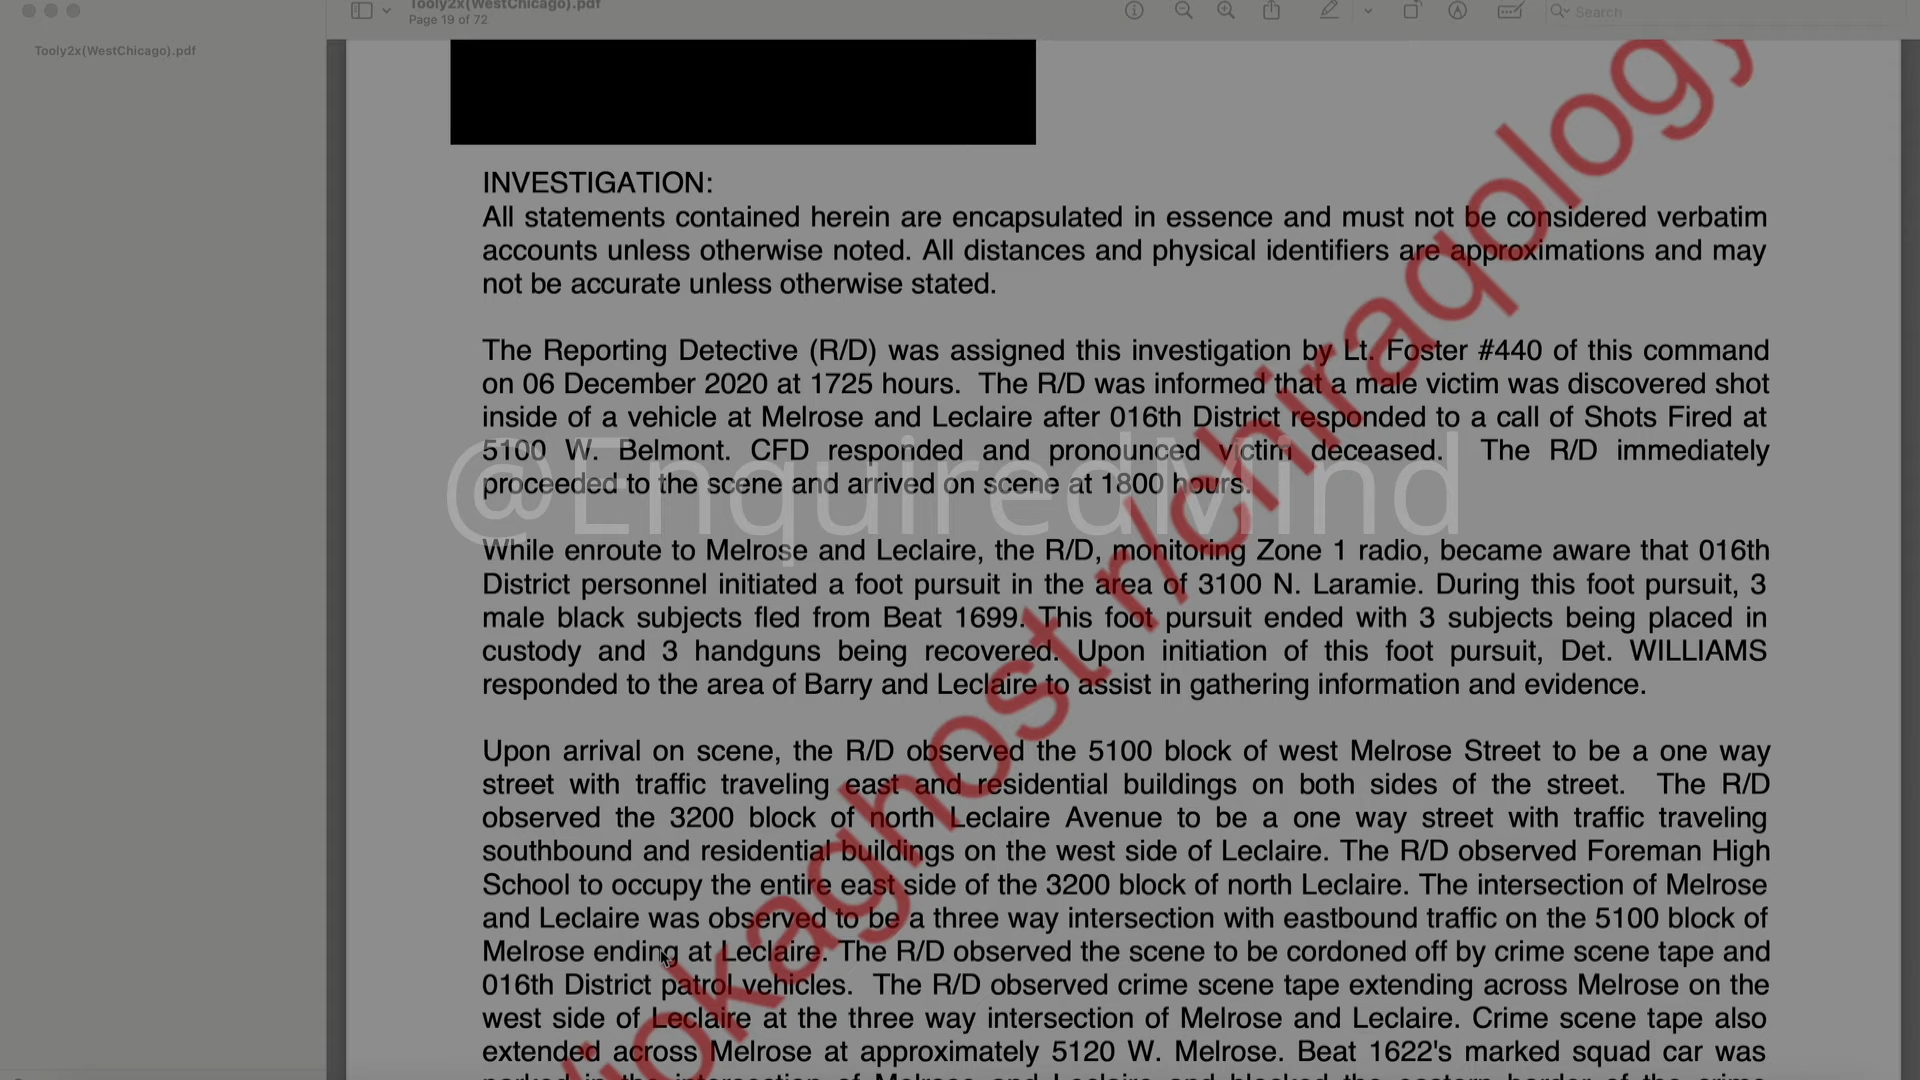 Tooly2x(WestChicago).pdf
Page 19 of 72
Search
Tooly2x(WestChicago).pdf
INVESTIGATION:
All statements contained herein are encapsulated in essence and must not be considered verbatim
accounts unless otherwise noted. All distances and physical identifiers are approximations and may
not be accurate unless otherwise stated.
The Reporting Detective (R/D) was assigned this investigation by Lt. Foster #440 of this command
on 06 December 2020 at 1725 hours. The R/D was informed that a male victim was discovered shot
inside of a vehicle at Melrose and Leclaire after 016th District responded to a call of Shots Fired at
5100 W. Belmont. CFD responded and pronounced victim deceased. The R/D immediately
proceeded to the scene and arrived on scene at 1800 hours.
@EnquiredMind
While enroute to Melrose and Leclaire, the R/D, monitoring Zone 1 radio, became aware that 016th
District personnel initiated a foot pursuit in the area of 3100 N. Laramie. During this foot pursuit, 3
male black subjects fled from Beat 1699. This foot pursuit ended with 3 subjects being placed in
custody and 3 handguns being recovered. Upon initiation of this foot pursuit, Det. WILLIAMS
responded to the area of Barry and Leclaire to assist in gathering information and evidence.
Upon arrival on scene, the R/D observed the 5100 block of west Melrose Street to be a one way
street with traffic traveling east and residential buildings on both sides of the street. The R/D
observed the 3200 block of north Leclaire Avenue to be a one way street with traffic traveling
southbound and residential buildings on the west side of Leclaire. The R/D observed Foreman High
School to occupy the entire east side of the 3200 block of north Leclaire. The intersection of Melrose
and Leclaire was observed to be a three way intersection with eastbound traffic on the 5100 block of
Melrose ending at Leclaire. The R/D observed the scene to be cordoned off by crime scene tape and
016th District patrol vehicles. The R/D observed crime scene tape extending across Melrose on the
west side of Leclaire at the three way intersection of Melrose and Leclaire. Crime scene tape also
extended across Melrose at approximately 5120 W. Melrose. Beat 1622's marked squad car was
iokaghost r/chiraqology